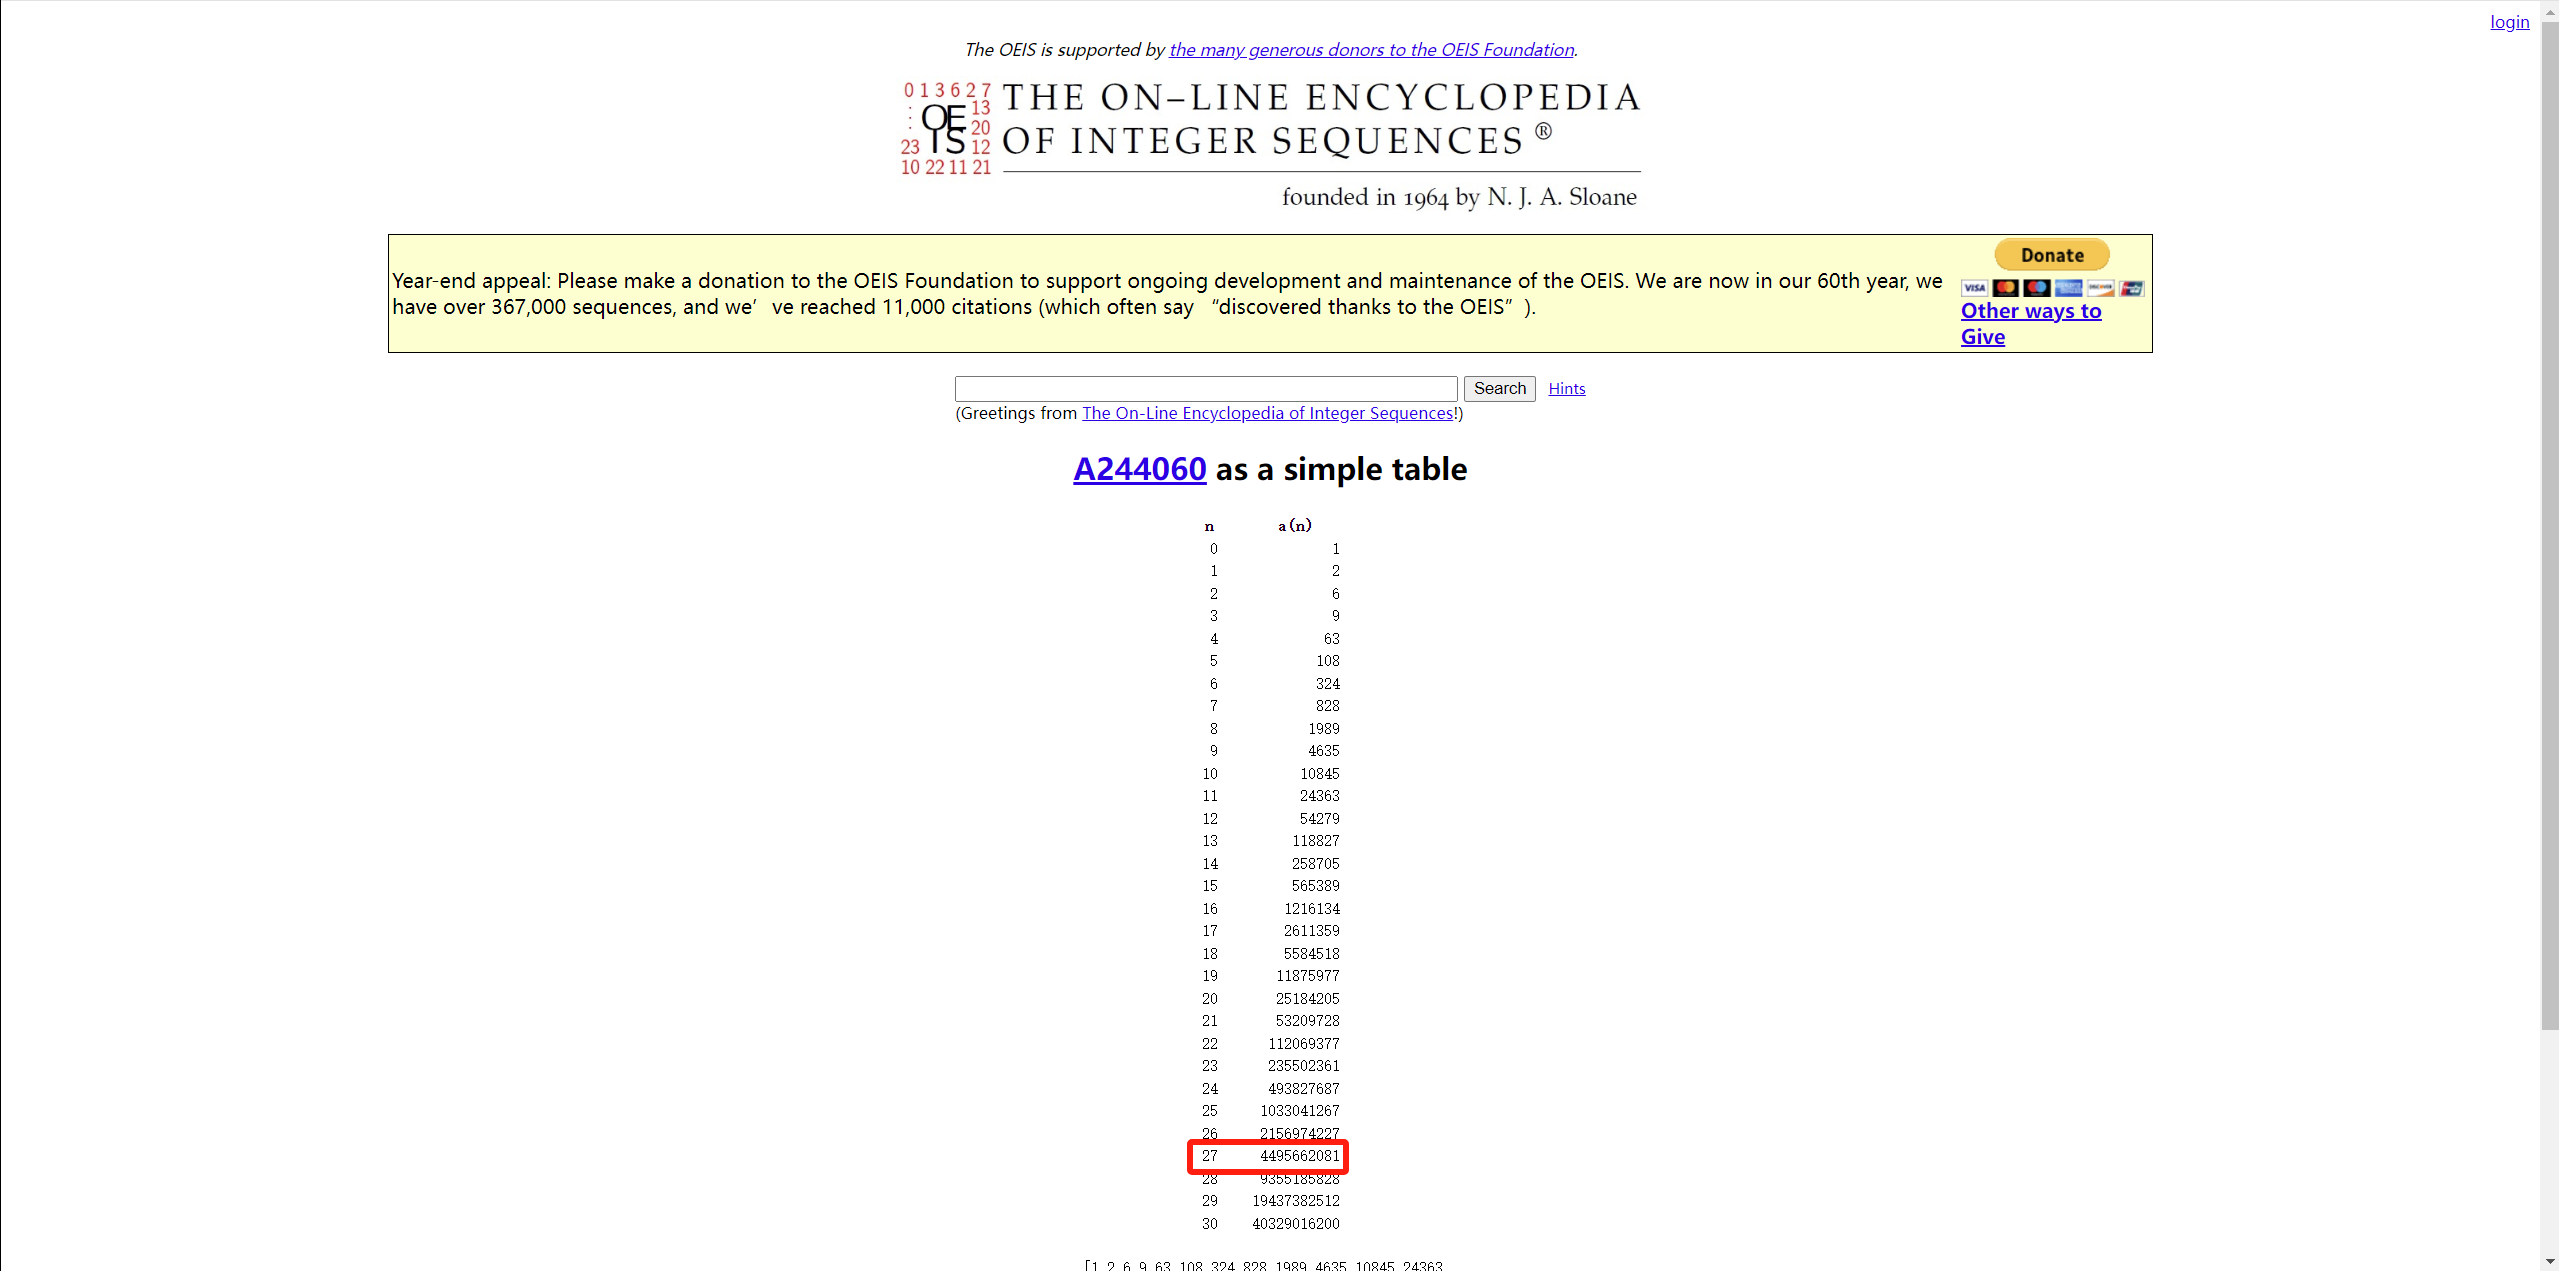 login
The OEIS is supported by the many generous donors to the OEIS Foundation.
0 1 3 6 2 7
: OE 13
: IS 20
23 12
10 22 11 21
THE ON–LINE ENCYCLOPEDIA
OF INTEGER SEQUENCES ®
founded in 1964 by N. J. A. Sloane
Year-end appeal: Please make a donation to the OEIS Foundation to support ongoing development and maintenance of the OEIS. We are now in our 60th year, we
have over 367,000 sequences, and we’ve reached 11,000 citations (which often say “discovered thanks to the OEIS”).
Donate
VISA
Other ways to
Give
Search Hints
(Greetings from The On-Line Encyclopedia of Integer Sequences!)
A244060 as a simple table
n a(n)
0 1
1 2
2 6
3 9
4 63
5 108
6 324
7 828
8 1989
9 4635
10 10845
11 24363
12 54279
13 118827
14 258705
15 565389
16 1216134
17 2611359
18 5584518
19 11875977
20 25184205
21 53209728
22 112069377
23 235502361
24 493827687
25 1033041267
26 2156974227
27 4495662081
28 9355185828
29 19437382512
30 40329016200
[1,2,6,9,63,108,324,828,1989,4635,10845,24363,